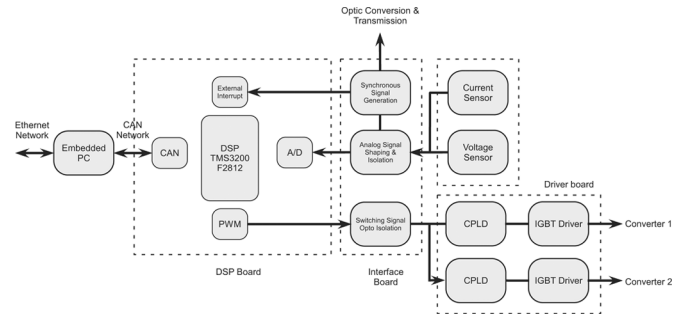 Optic Conversion &
Transmission
External
Interrupt
Synchronous
Signal
Generation
Current
Sensor
Ethernet
Network
CAN
Network
Embedded
PC
CAN
DSP
TMS3200
F2812
A/D
Analog Signal
Shaping &
Isolation
Voltage
Sensor
Driver board
PWM
Switching Signal
Opto Isolation
CPLD
IGBT Driver
Converter 1
CPLD
IGBT Driver
Converter 2
DSP Board
Interface
Board